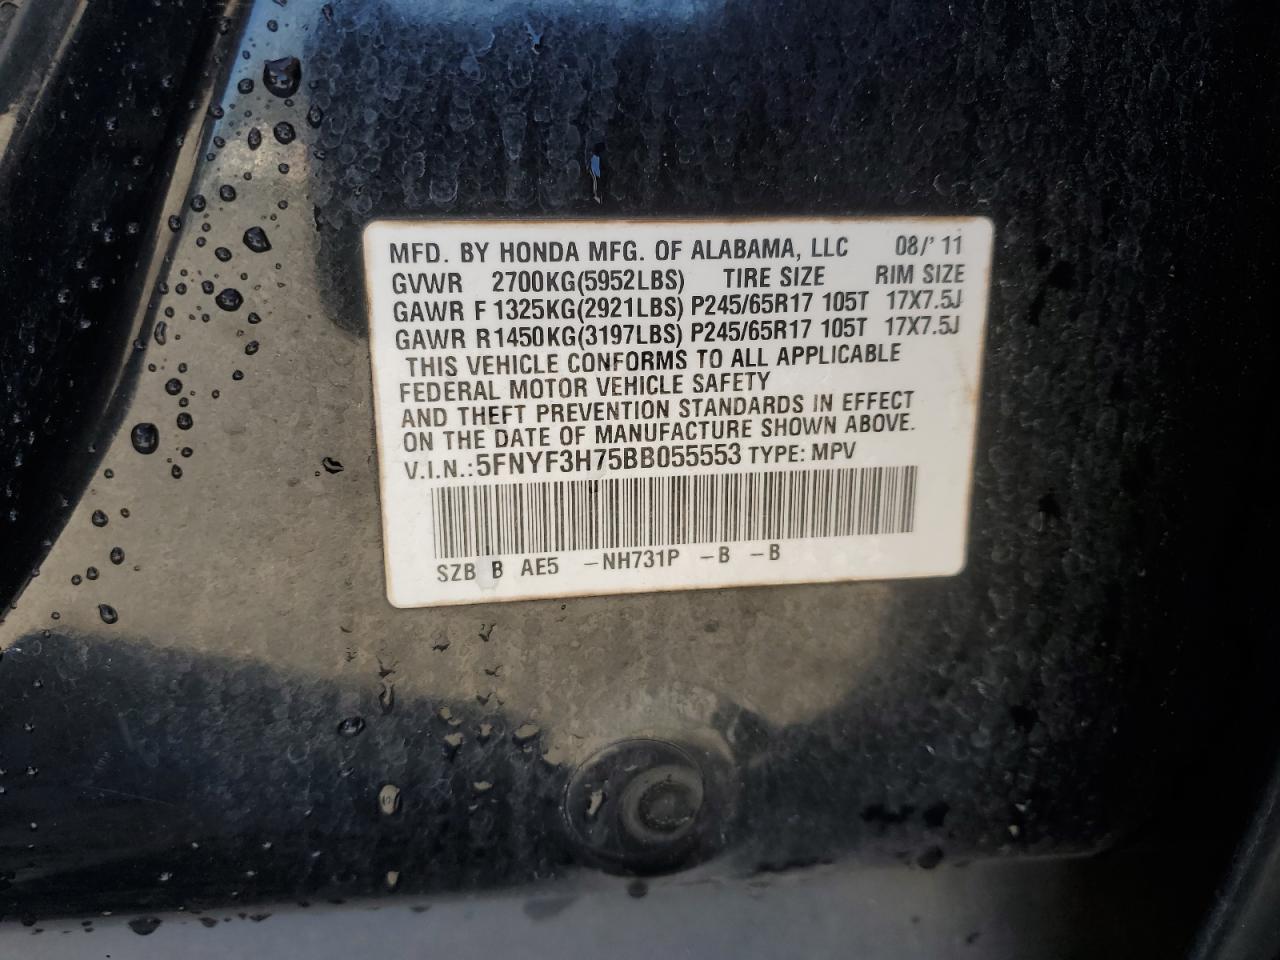 MFD. BY HONDA MFG. OF ALABAMA, LLC 08/'11
GVWR 2700KG(5952LBS) TIRE SIZE RIM SIZE
GAWR F 1325KG(2921LBS) P245/65R17 105T 17X7.5J
GAWR R 1450KG(3197LBS) P245/65R17 105T 17X7.5J
THIS VEHICLE CONFORMS TO ALL APPLICABLE
FEDERAL MOTOR VEHICLE SAFETY
AND THEFT PREVENTION STANDARDS IN EFFECT
ON THE DATE OF MANUFACTURE SHOWN ABOVE.
V.I.N.:5FNYF3H75BB055553 TYPE: MPV
SZB B AE5 -NH731P -B -B